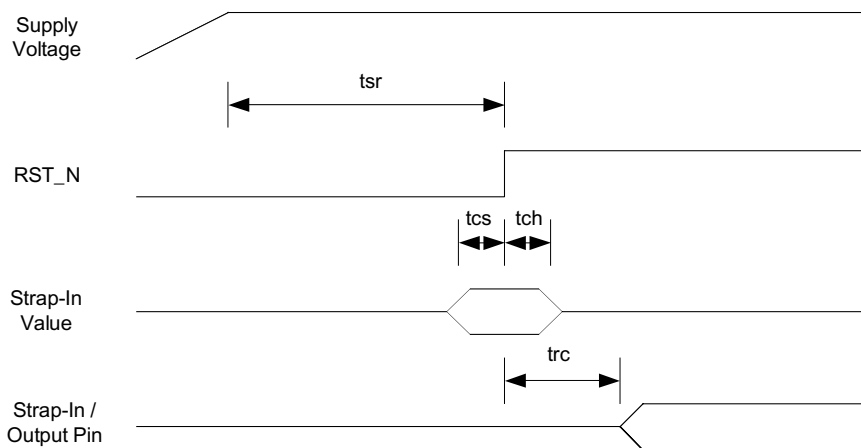 Supply
Voltage
tsr
RST_N
tcs
tch
Strap-In
Value
trc
Strap-In /
Output Pin